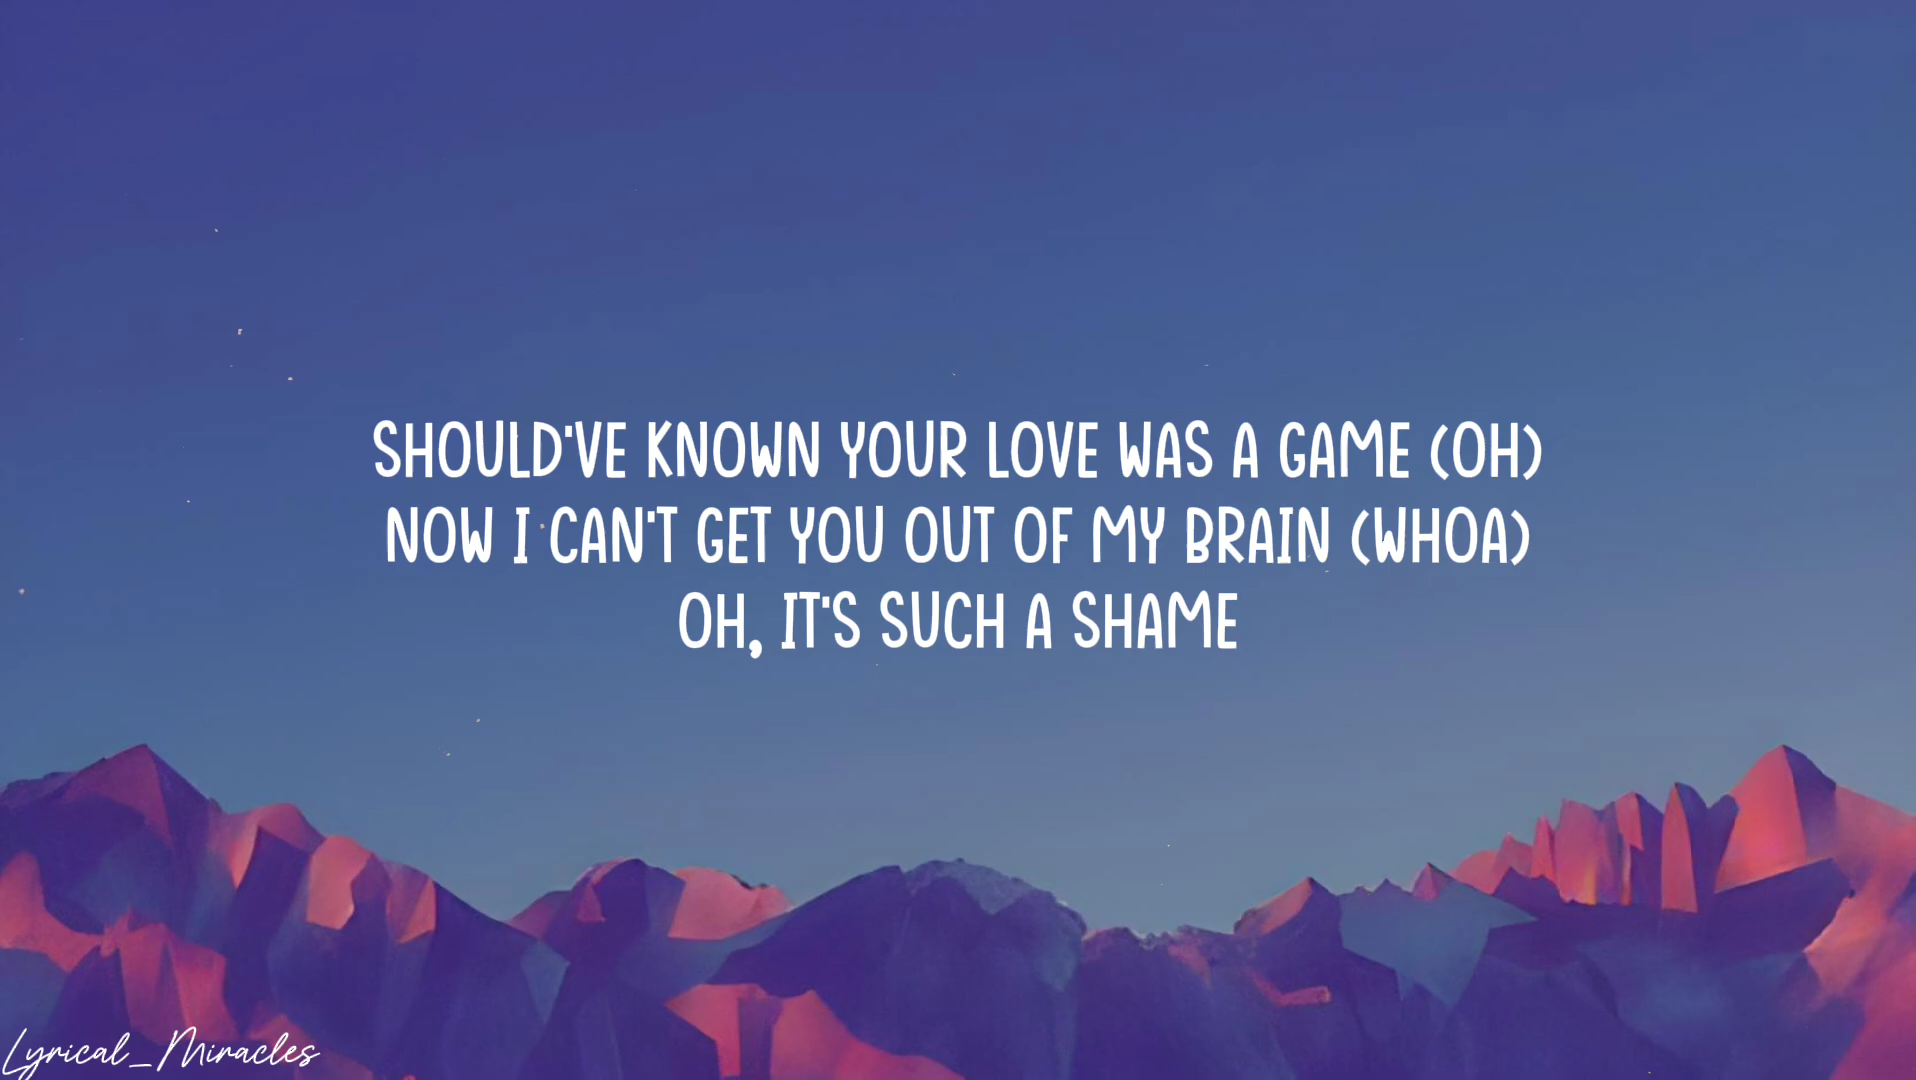 SHOULD'VE KNOWN YOUR LOVE WAS A GAME (OH)
NOW I CAN'T GET YOU OUT OF MY BRAIN (WHOA)
OH, IT'S SUCH A SHAME
Lyrical_Miracles